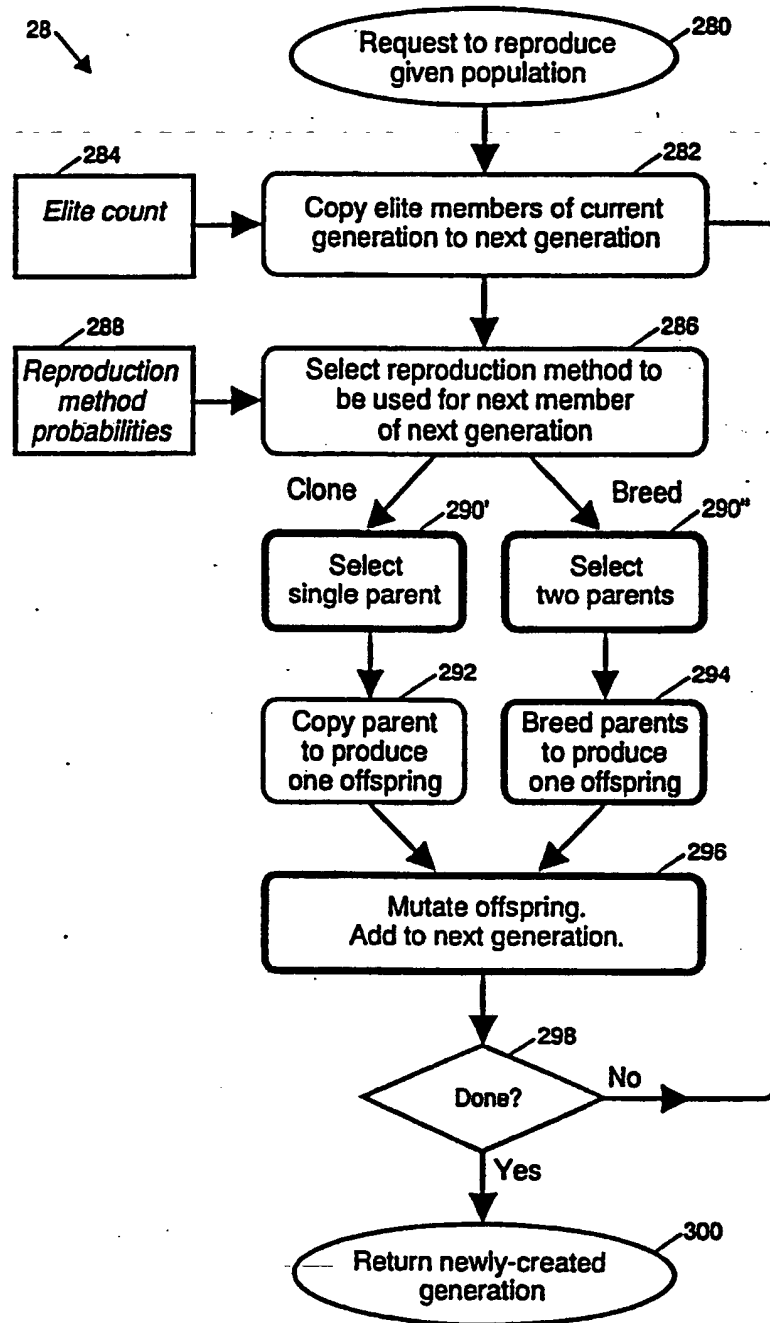 28
280
Request to reproduce
given population
284
Elite count
282
Copy elite members of current
generation to next generation
288
Reproduction
method
probabilities
286
Select reproduction method to
be used for next member
of next generation
Clone
Breed
290'
Select
single parent
290"
Select
two parents
292
Copy parent
to produce
one offspring
294
Breed parents
to produce
one offspring
296
Mutate offspring.
Add to next generation.
298
Done?
No
Yes
300
Return newly-created
generation